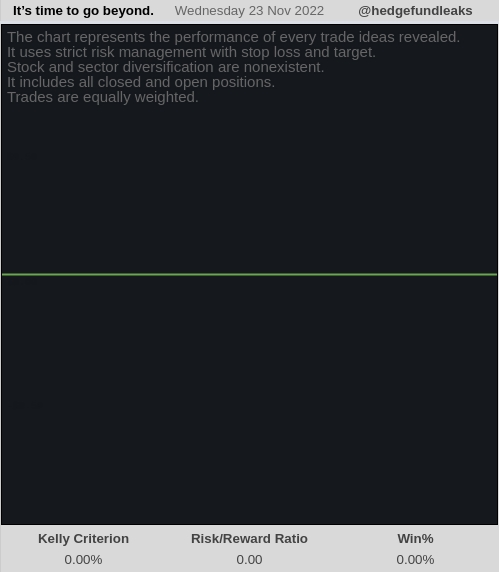 It's time to go beyond. Wednesday 23 Nov 2022 @hedgefundleaks
The chart represents the performance of every trade ideas revealed.
It uses strict risk management with stop loss and target.
Stock and sector diversification are nonexistent.
It includes all closed and open positions.
Trades are equally weighted.
Kelly Criterion Risk/Reward Ratio Win%
0.00% 0.00 0.00%